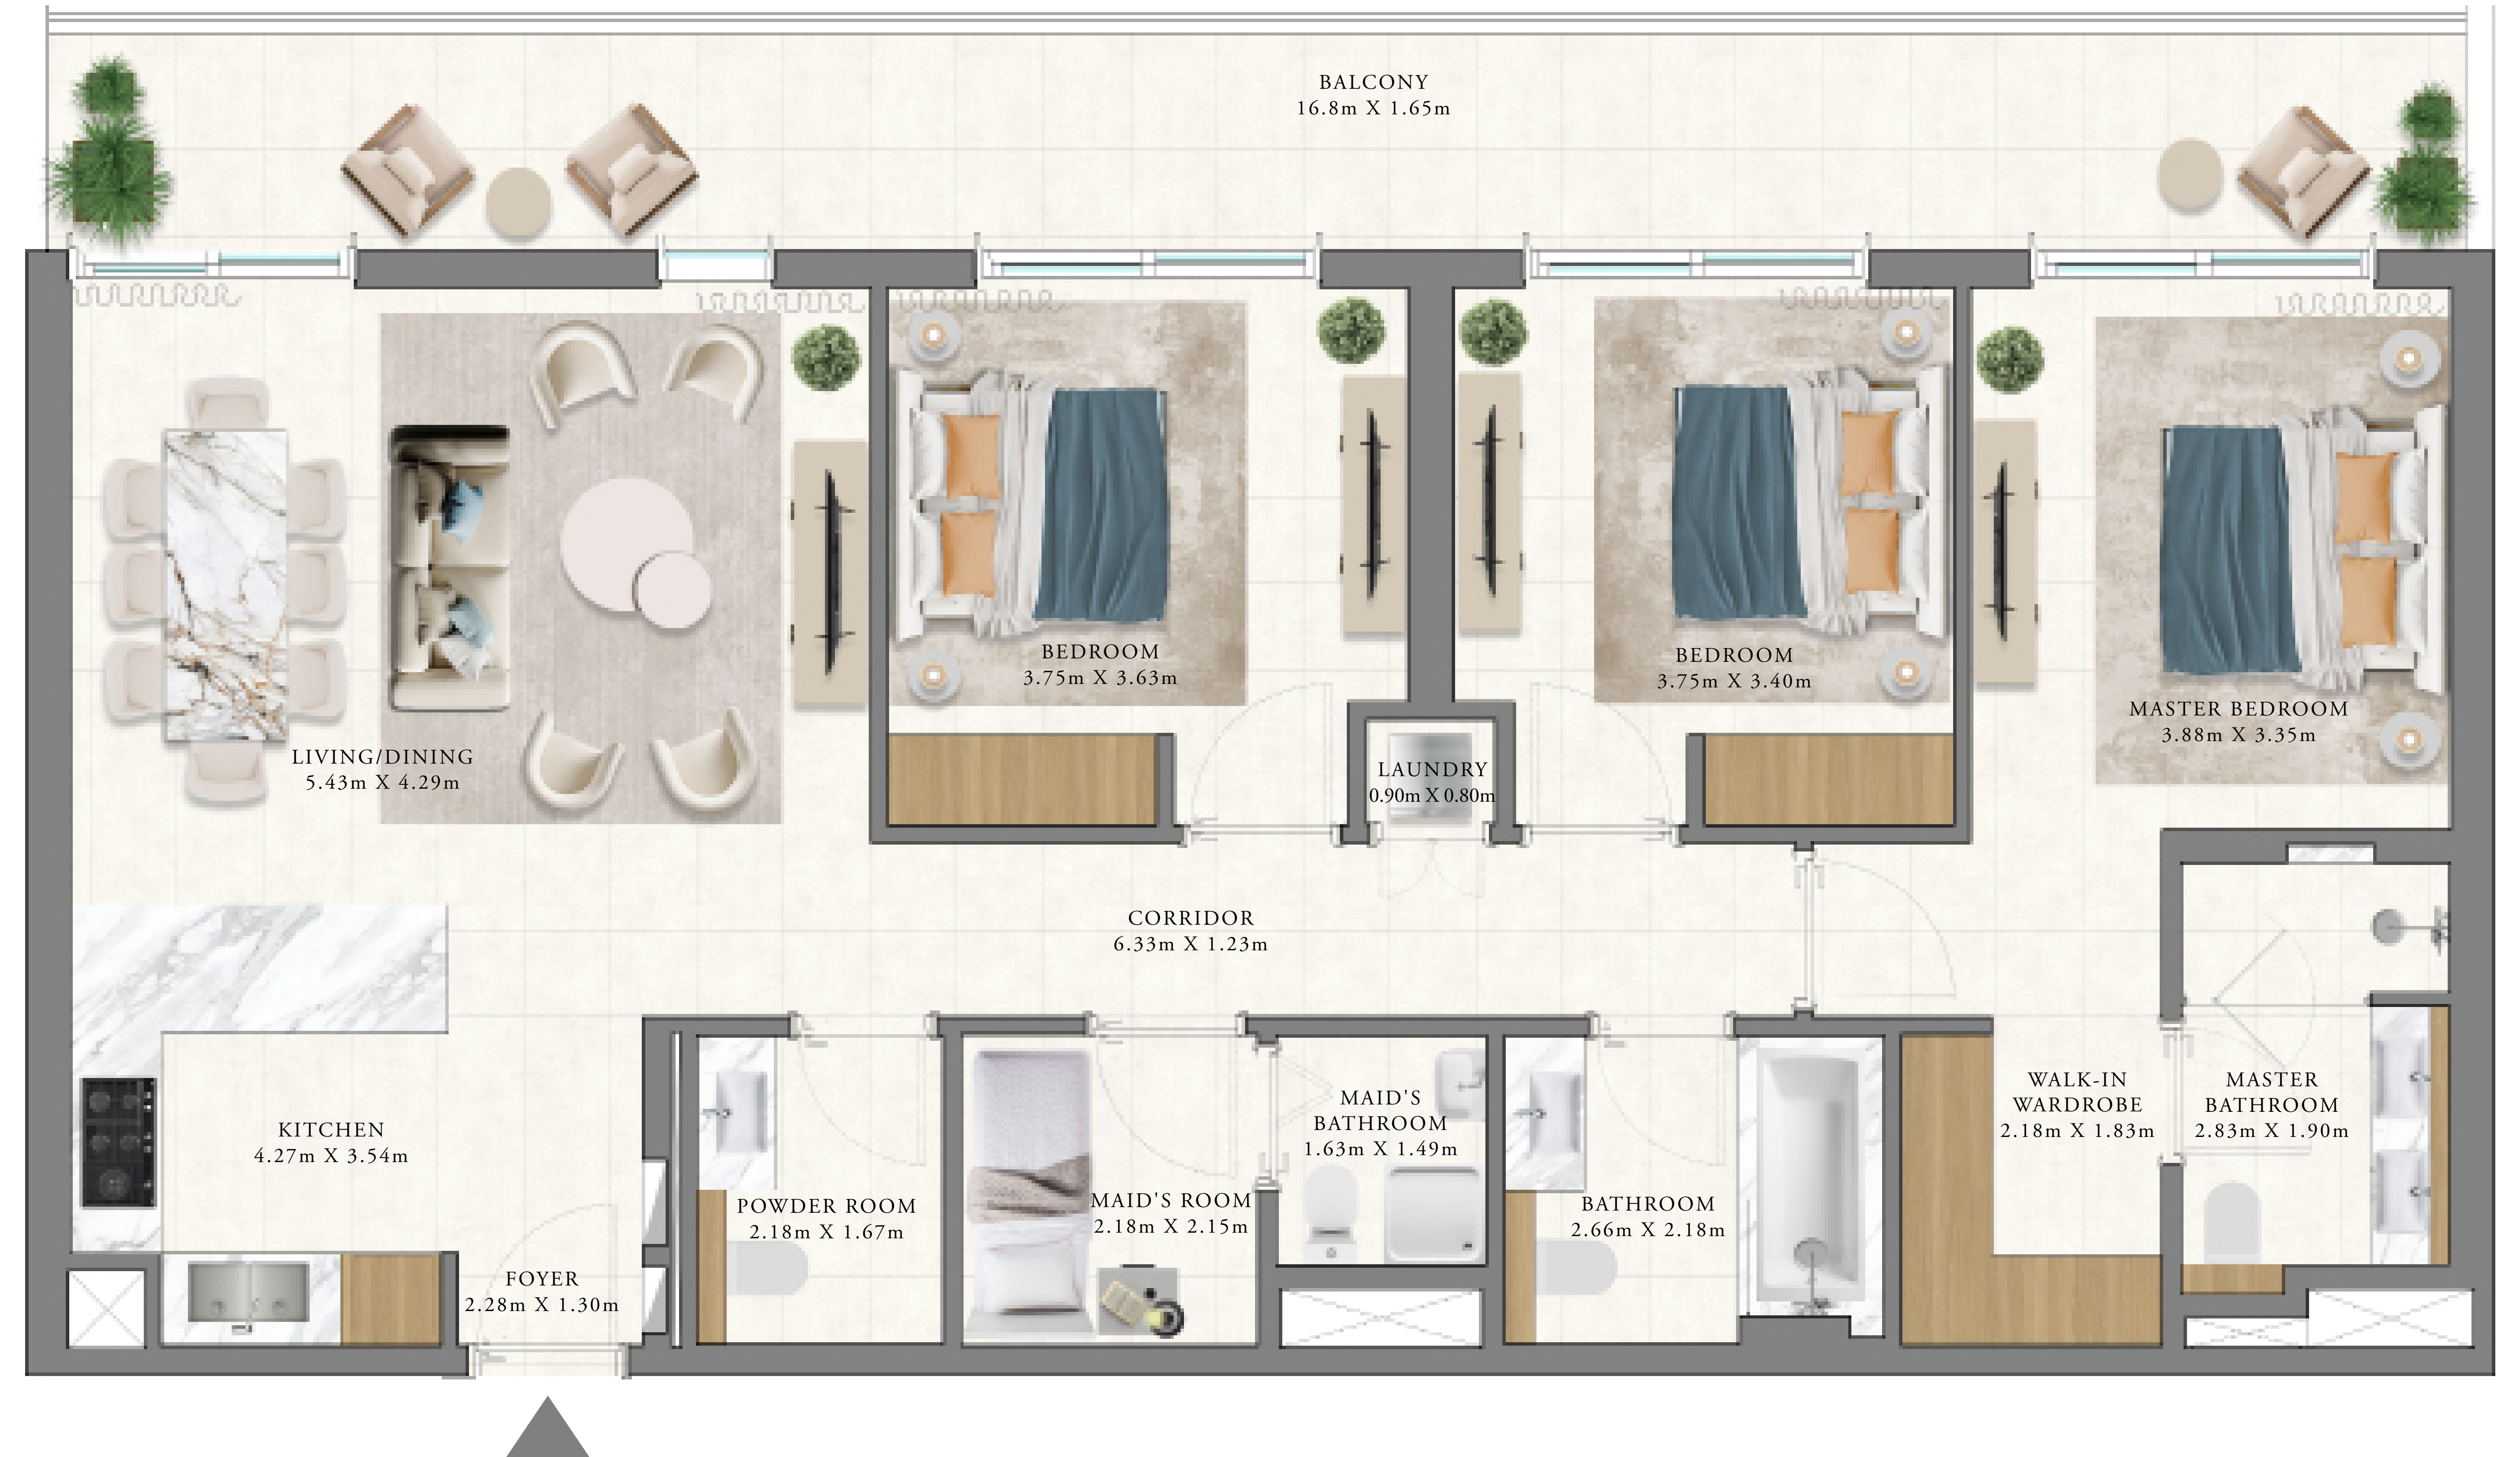 BALCONY
16.8m X 1.65m
BEDROOM
3.75m X 3.63m
BEDROOM
3.75m X 3.40m
MASTER BEDROOM
3.88m X 3.35m
LIVING/DINING
5.43m X 4.29m
LAUNDRY
0.90m X 0.80m
CORRIDOR
6.33m X 1.23m
KITCHEN
4.27m X 3.54m
FOYER
2.28m X 1.30m
POWDER ROOM
2.18m X 1.67m
MAID'S ROOM
2.18m X 2.15m
MAID'S
BATHROOM
1.63m X 1.49m
BATHROOM
2.66m X 2.18m
WALK-IN
WARDROBE
2.18m X 1.83m
MASTER
BATHROOM
2.83m X 1.90m